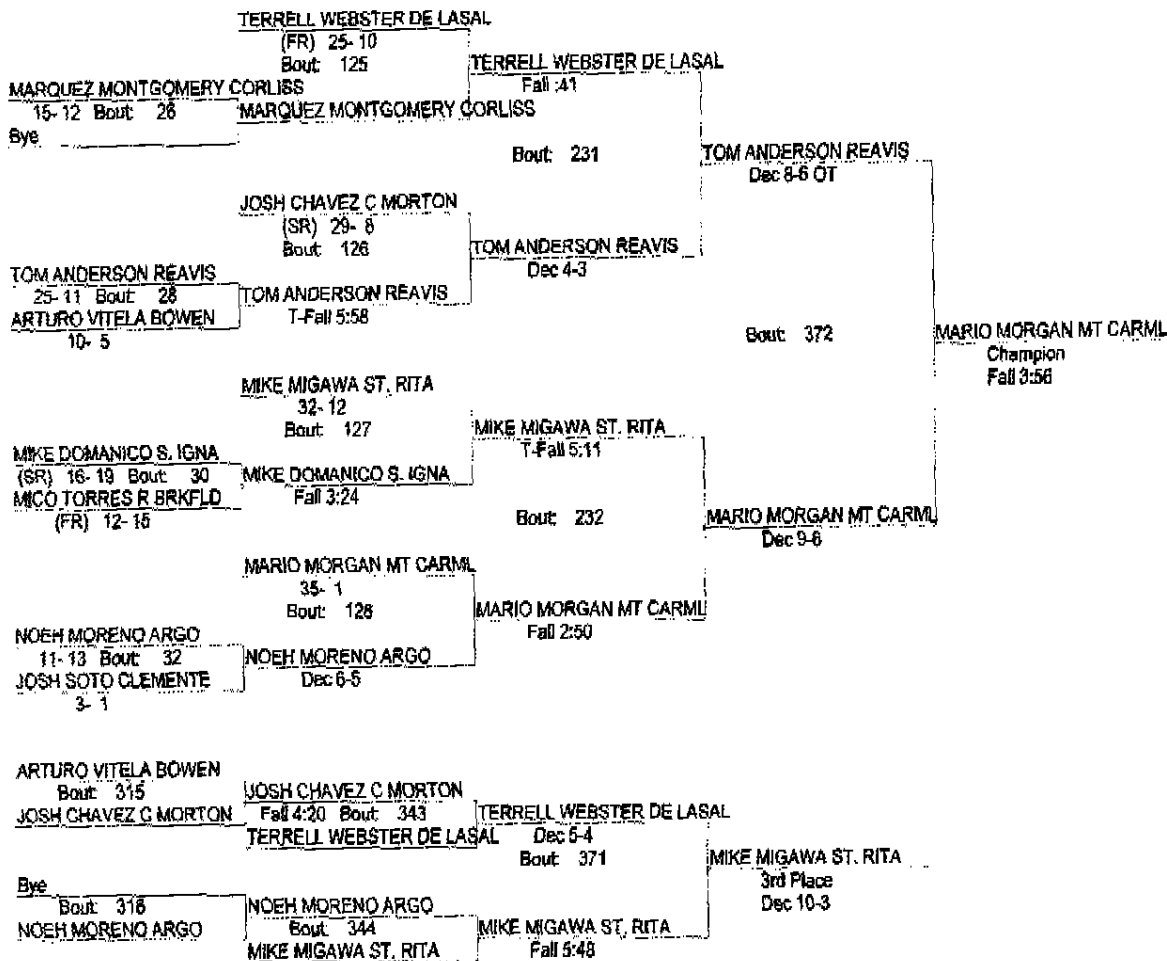 TERRELL WEBSTER DE LASAL
(FR) 25- 10
Bout: 125
TERRELL WEBSTER DE LASAL
Fall :41
MARQUEZ MONTGOMERY CORLISS
15- 12 Bout: 26
MARQUEZ MONTGOMERY CORLISS
Bye
Bout: 231
TOM ANDERSON REAVIS
Dec 8-6 OT
JOSH CHAVEZ C MORTON
(SR) 29- 8
Bout: 126
TOM ANDERSON REAVIS
Dec 4-3
TOM ANDERSON REAVIS
25- 11 Bout: 28
TOM ANDERSON REAVIS
T-Fall 5:58
ARTURO VITELA BOWEN
10- 5
Bout: 372
MARIO MORGAN MT CARML
Champion
Fall 3:56
MIKE MIGAWA ST. RITA
32- 12
Bout: 127
MIKE MIGAWA ST. RITA
T-Fall 5:11
MIKE DOMANICO S. IGNA
(SR) 16- 19 Bout: 30
MIKE DOMANICO S. IGNA
Fall 3:24
MICO TORRES R BRKFLD
(FR) 12- 15
Bout: 232
MARIO MORGAN MT CARML
Dec 9-6
MARIO MORGAN MT CARML
35- 1
Bout: 128
MARIO MORGAN MT CARML
Fall 2:50
NOEH MORENO ARGO
11- 13 Bout: 32
NOEH MORENO ARGO
Dec 6-5
JOSH SOTO CLEMENTE
3- 1
ARTURO VITELA BOWEN
Bout: 315
JOSH CHAVEZ C MORTON
JOSH CHAVEZ C MORTON
Fall 4:20 Bout: 343
TERRELL WEBSTER DE LASAL
TERRELL WEBSTER DE LASAL
Dec 5-4
Bout: 371
MIKE MIGAWA ST. RITA
3rd Place
Dec 10-3
Bye
Bout: 316
NOEH MORENO ARGO
NOEH MORENO ARGO
Bout: 344
MIKE MIGAWA ST. RITA
MIKE MIGAWA ST. RITA
Fall 5:48